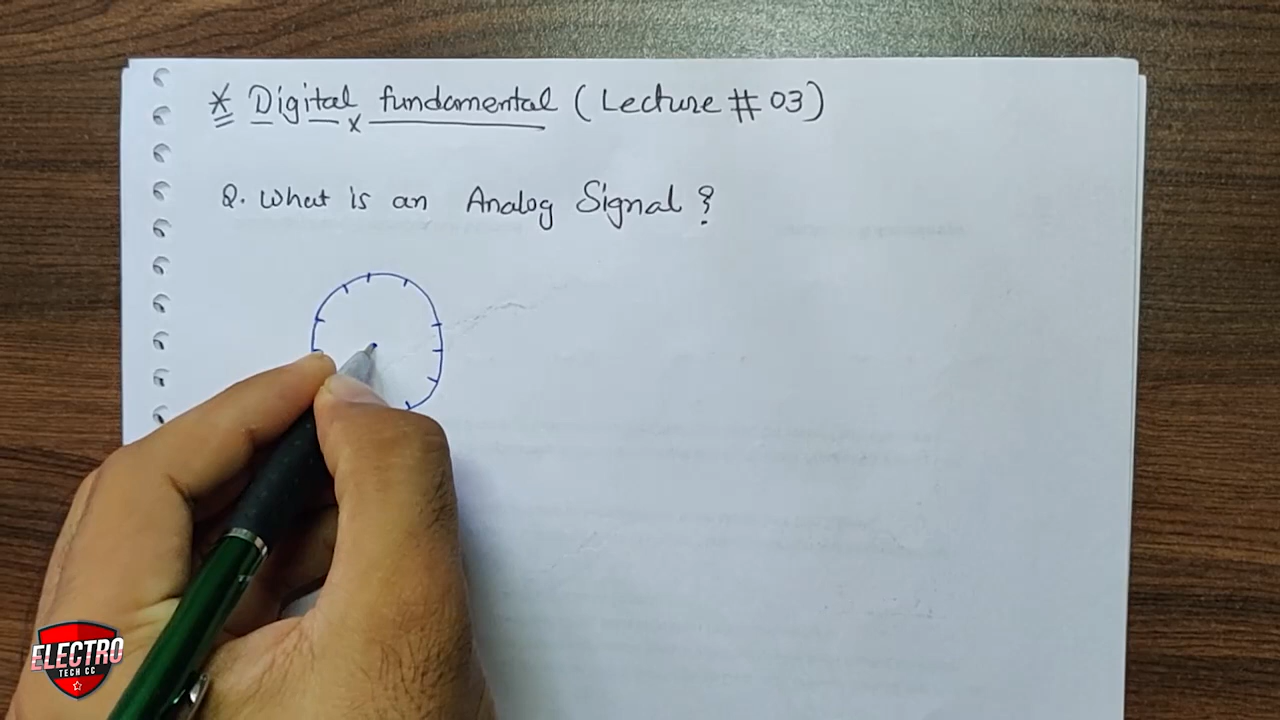 * Digital fundamental (Lecture # 03)
Q. What is an Analog Signal ?
ELECTRO
TECH CC